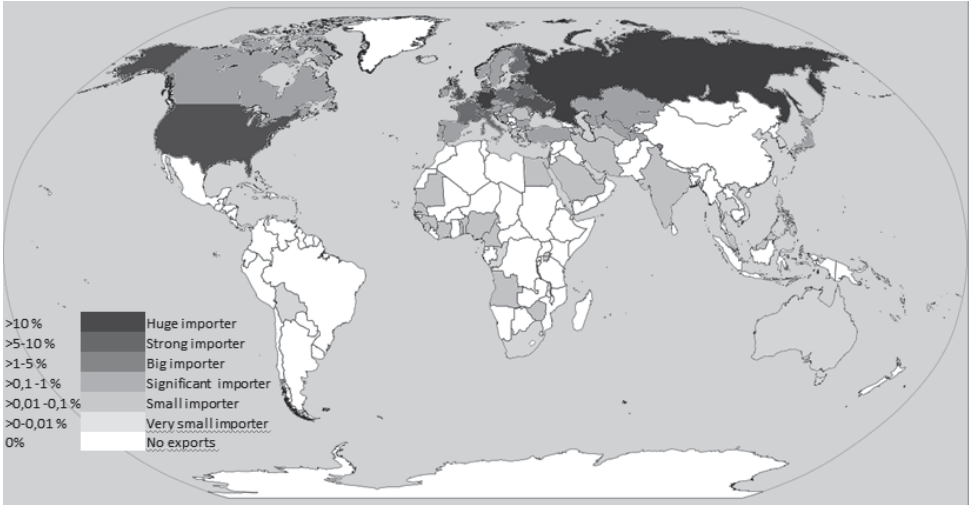 >10 % Huge importer
>5-10 % Strong importer
>1-5 % Big importer
>0,1 -1 % Significant importer
>0,01 -0,1 % Small importer
>0-0,01 % Very small importer
0% No exports